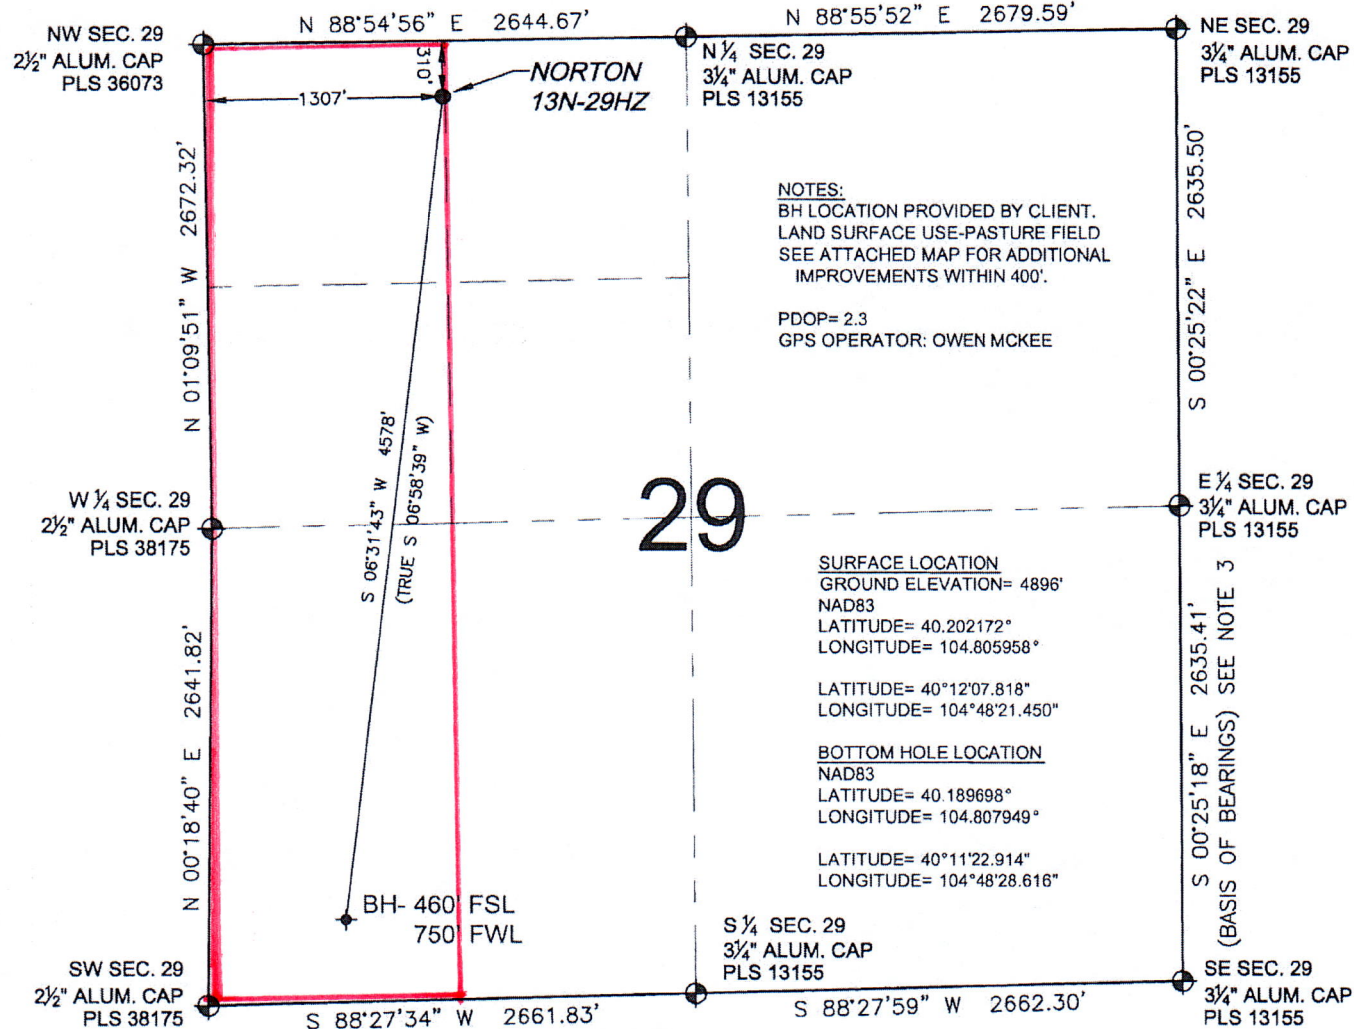 N 88°54'56" E 2644.67'
N 88°55'52" E 2679.59'
NW SEC. 29
2½" ALUM. CAP
PLS 36073
N ¼ SEC. 29
3¼" ALUM. CAP
PLS 13155
NE SEC. 29
3¼" ALUM. CAP
PLS 13155
310'
1307'
NORTON
13N-29HZ
N 01°09'51" W 2672.32'
S 00°25'22" E 2635.50'
NOTES:
BH LOCATION PROVIDED BY CLIENT.
LAND SURFACE USE-PASTURE FIELD
SEE ATTACHED MAP FOR ADDITIONAL
IMPROVEMENTS WITHIN 400'.
PDOP= 2.3
GPS OPERATOR: OWEN MCKEE
S 06°31'43" W 4578'
(TRUE S 06°58'39" W)
W ¼ SEC. 29
2½" ALUM. CAP
PLS 38175
29
E ¼ SEC. 29
3¼" ALUM. CAP
PLS 13155
SURFACE LOCATION
GROUND ELEVATION= 4896'
NAD83
LATITUDE= 40.202172°
LONGITUDE= 104.805958°
LATITUDE= 40°12'07.818"
LONGITUDE= 104°48'21.450"
BOTTOM HOLE LOCATION
NAD83
LATITUDE= 40.189698°
LONGITUDE= 104.807949°
LATITUDE= 40°11'22.914"
LONGITUDE= 104°48'28.616"
N 00°18'40" E 2641.82'
S 00°25'18" E 2635.41'
(BASIS OF BEARINGS) SEE NOTE 3
BH- 460' FSL
750' FWL
SW SEC. 29
2½" ALUM. CAP
PLS 38175
S ¼ SEC. 29
3¼" ALUM. CAP
PLS 13155
SE SEC. 29
3¼" ALUM. CAP
PLS 13155
S 88°27'34" W 2661.83'
S 88°27'59" W 2662.30'